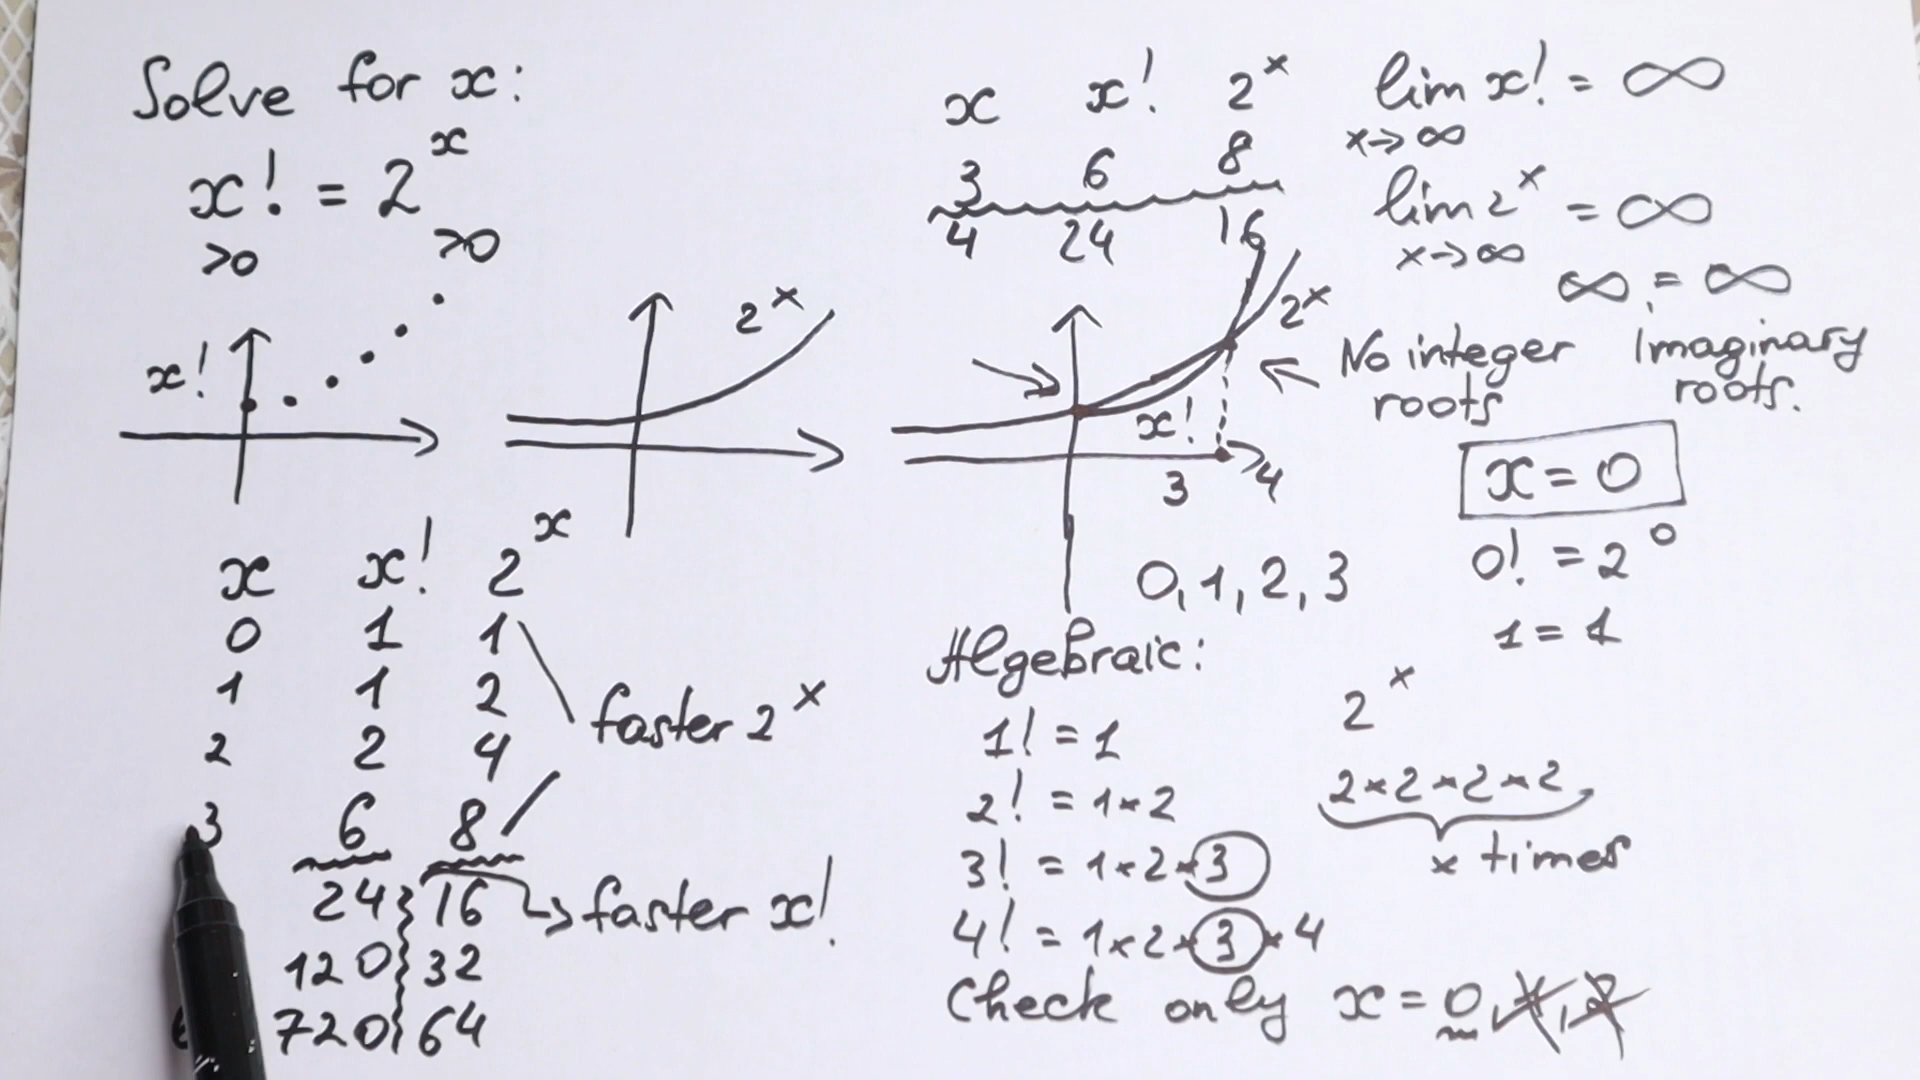 Solve for x:
x! = 2^x
>0 >0
x!
2^x
x x! 2^x
0 1 1
1 1 2
2 2 4
3 6 8
24 16
120 32
720 64
faster 2^x
faster x!
x x! 2^x
3 6 8
4 24 16
2^x
x!
3 4
0, 1, 2, 3
Algebraic:
1! = 1
2! = 1×2
3! = 1×2×3
4! = 1×2×3×4
Check only x = 0, 1, 2
lim x! = ∞
x→∞
lim 2^x = ∞
x→∞
∞ = ∞
No integer roots
imaginary roots.
x = 0
0! = 2^0
1 = 1
2^x
2×2×2×2
x times